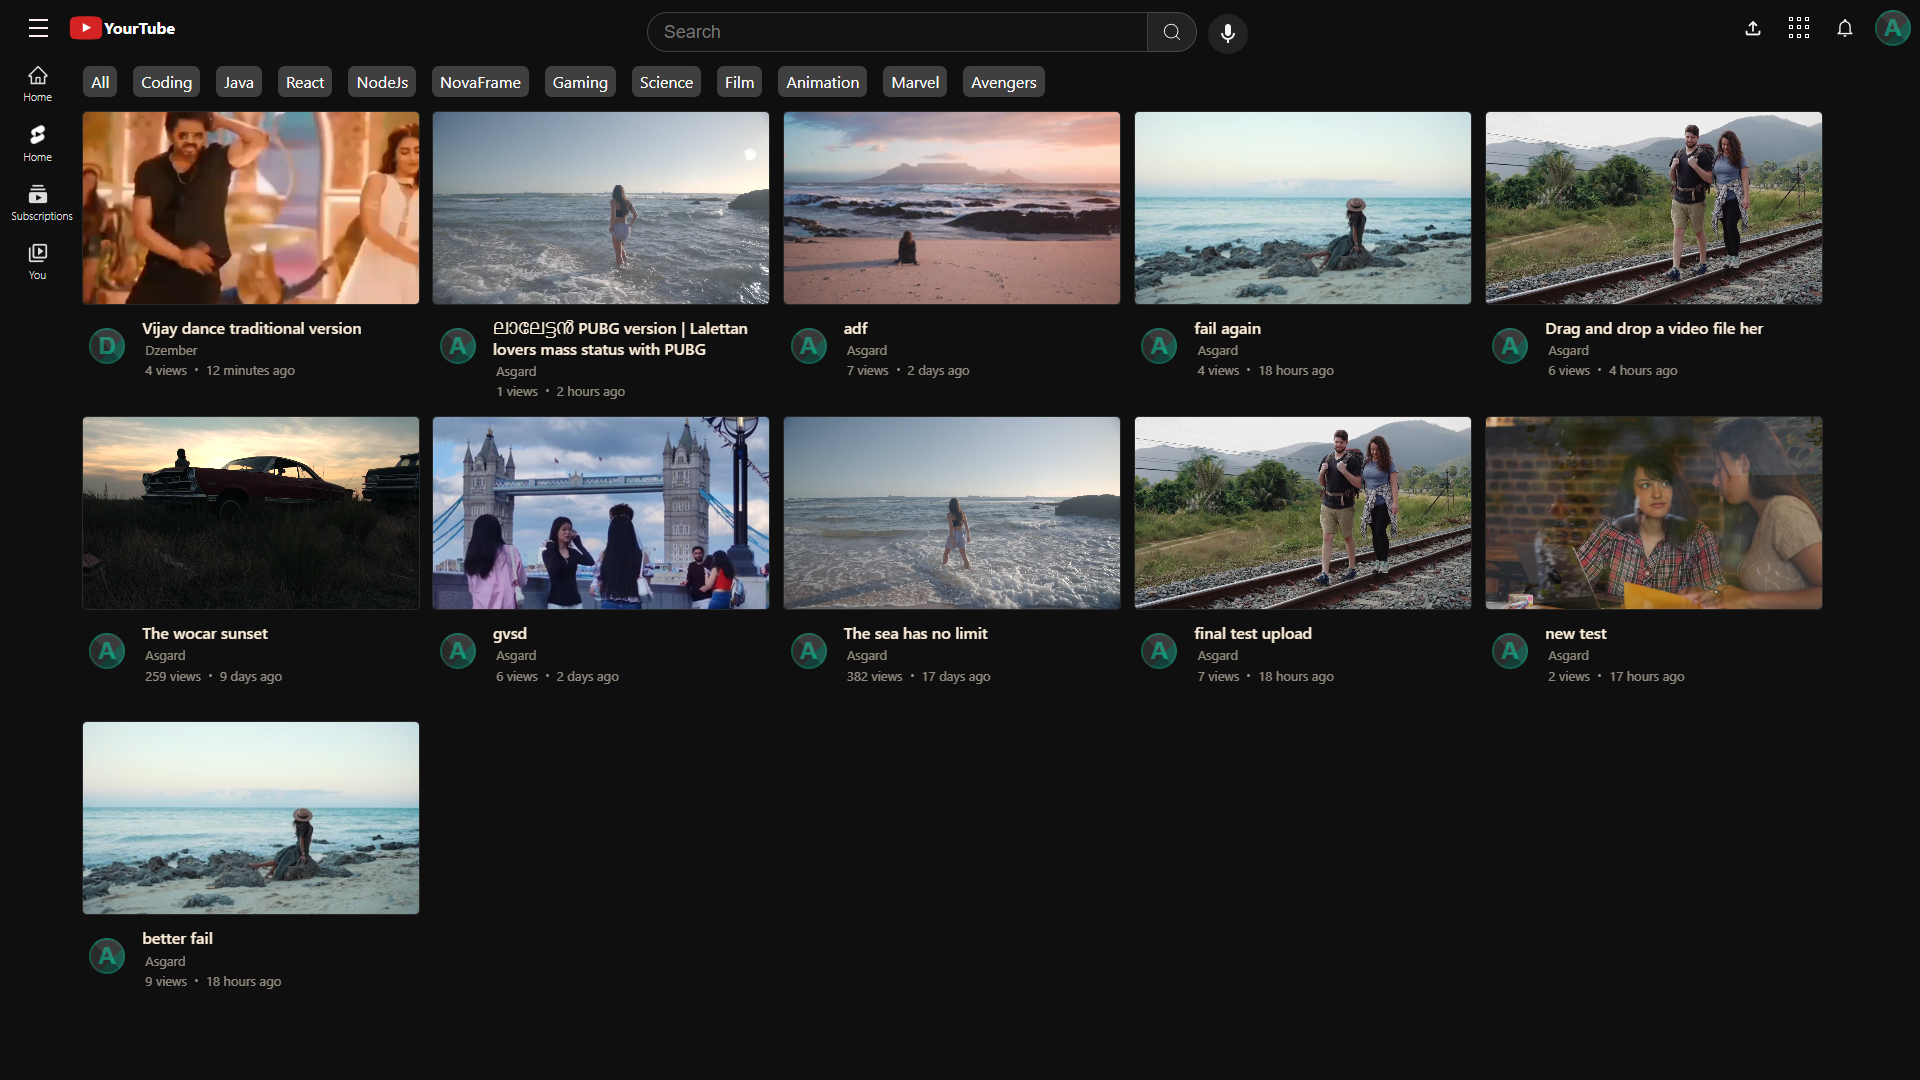 YourTube
Search
A
Home
Home
Subscriptions
You
All
Coding
Java
React
NodeJs
NovaFrame
Gaming
Science
Film
Animation
Marvel
Avengers
D
Vijay dance traditional version
Dzember
4 views • 12 minutes ago
A
ലാലേട്ടൻ PUBG version | Lalettan
lovers mass status with PUBG
Asgard
1 views • 2 hours ago
A
adf
Asgard
7 views • 2 days ago
A
fail again
Asgard
4 views • 18 hours ago
A
Drag and drop a video file her
Asgard
6 views • 4 hours ago
A
The wocar sunset
Asgard
259 views • 9 days ago
A
gvsd
Asgard
6 views • 2 days ago
A
The sea has no limit
Asgard
382 views • 17 days ago
A
final test upload
Asgard
7 views • 18 hours ago
A
new test
Asgard
2 views • 17 hours ago
A
better fail
Asgard
9 views • 18 hours ago